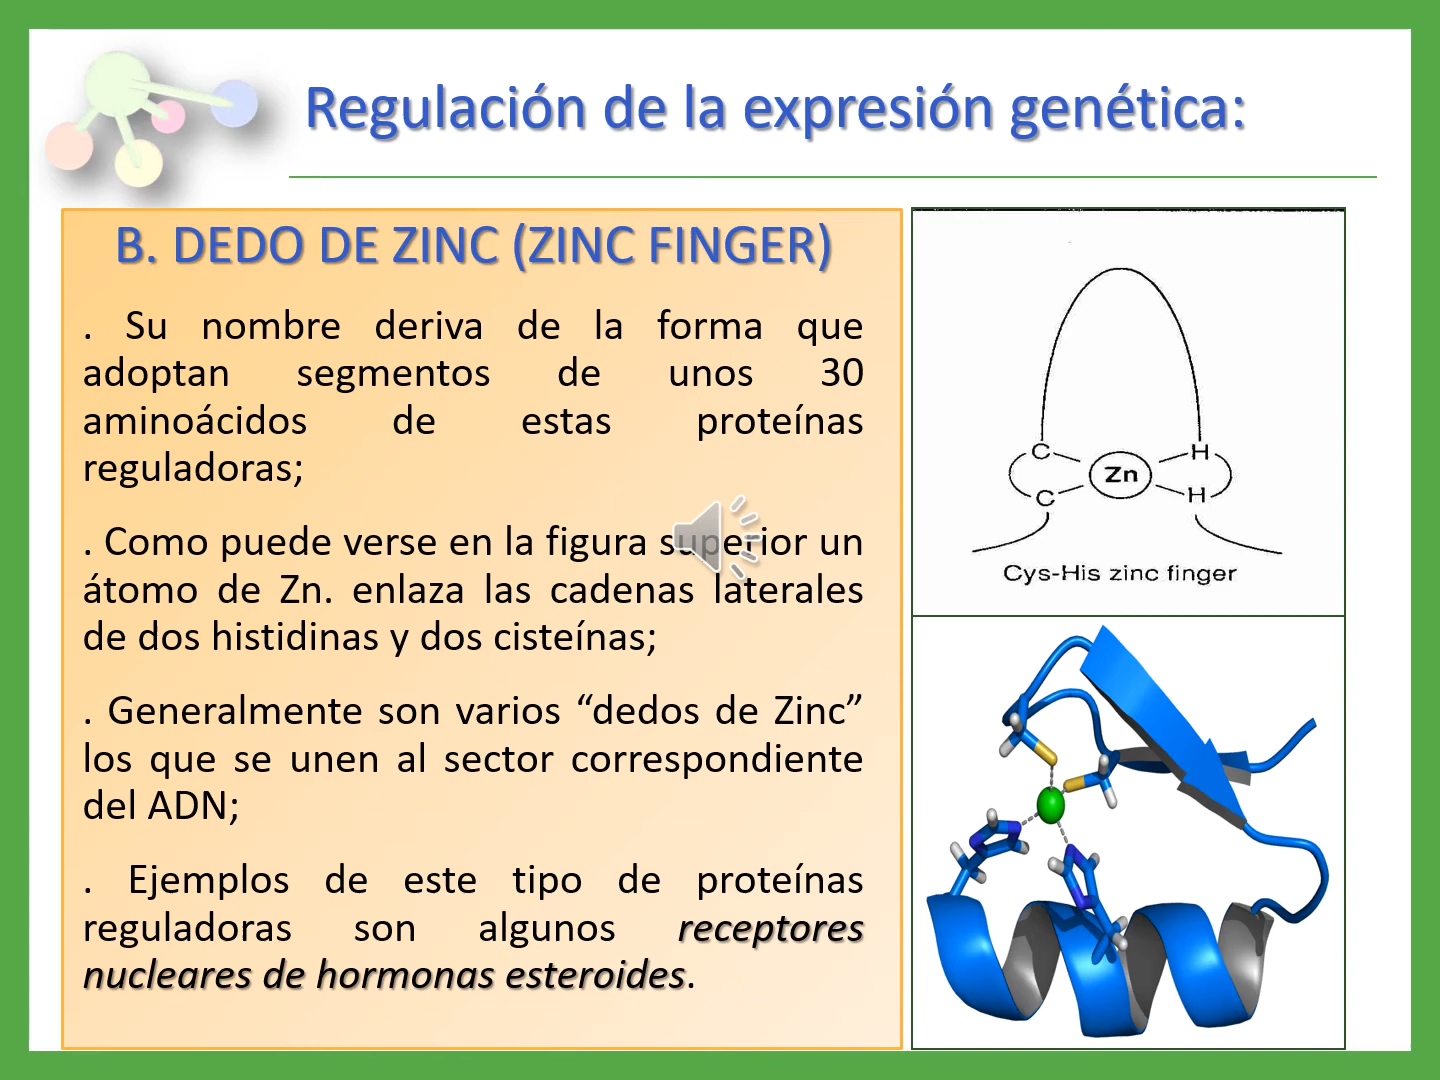 Regulación de la expresión genética:
B. DEDO DE ZINC (ZINC FINGER)
. Su nombre deriva de la forma que
adoptan segmentos de unos 30
aminoácidos de estas proteínas
reguladoras;
. Como puede verse en la figura superior un
átomo de Zn. enlaza las cadenas laterales
de dos histidinas y dos cisteínas;
. Generalmente son varios “dedos de Zinc”
los que se unen al sector correspondiente
del ADN;
. Ejemplos de este tipo de proteínas
reguladoras son algunos receptores
nucleares de hormonas esteroides.
C H
Zn
C H
Cys-His zinc finger